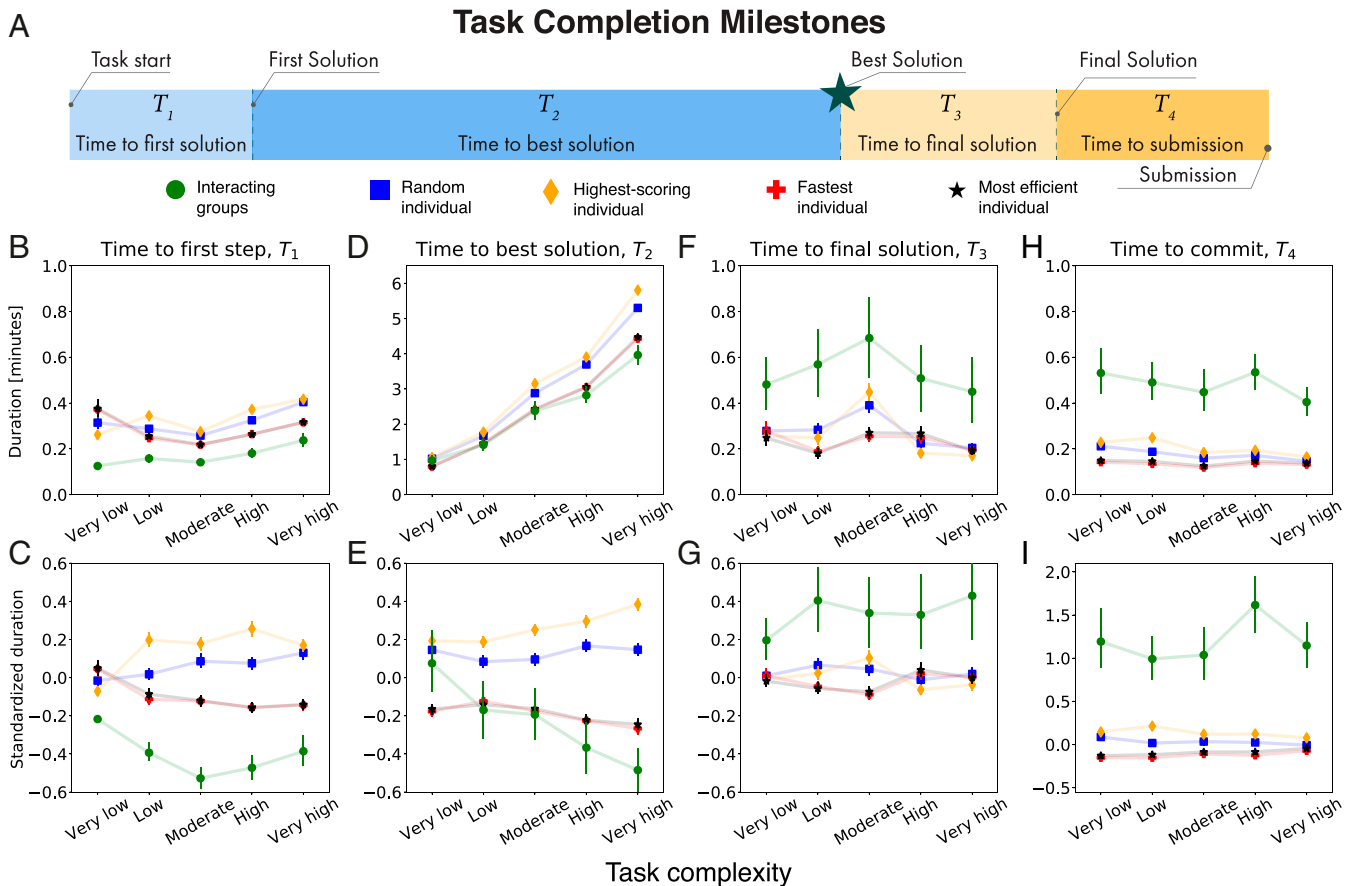 A
Task Completion Milestones
Task start
First Solution
Best Solution
Final Solution
T1
T2
T3
T4
Time to first solution
Time to best solution
Time to final solution
Time to submission
Submission
Interacting
groups
Random
individual
Highest-scoring
individual
Fastest
individual
Most efficient
individual
B
Time to first step, T1
D
Time to best solution, T2
F
Time to final solution, T3
H
Time to commit, T4
Duration [minutes]
1.0
0.8
0.6
0.4
0.2
0.0
Very low
Low
Moderate
High
Very high
6
5
4
3
2
1
0
Very low
Low
Moderate
High
Very high
1.0
0.8
0.6
0.4
0.2
0.0
Very low
Low
Moderate
High
Very high
1.0
0.8
0.6
0.4
0.2
0.0
Very low
Low
Moderate
High
Very high
C
Standardized duration
0.6
0.4
0.2
0.0
−0.2
−0.4
−0.6
Very low
Low
Moderate
High
Very high
E
0.6
0.4
0.2
0.0
−0.2
−0.4
−0.6
Very low
Low
Moderate
High
Very high
G
0.6
0.4
0.2
0.0
−0.2
−0.4
−0.6
Very low
Low
Moderate
High
Very high
I
2.0
1.5
1.0
0.5
0.0
−0.5
Very low
Low
Moderate
High
Very high
Task complexity